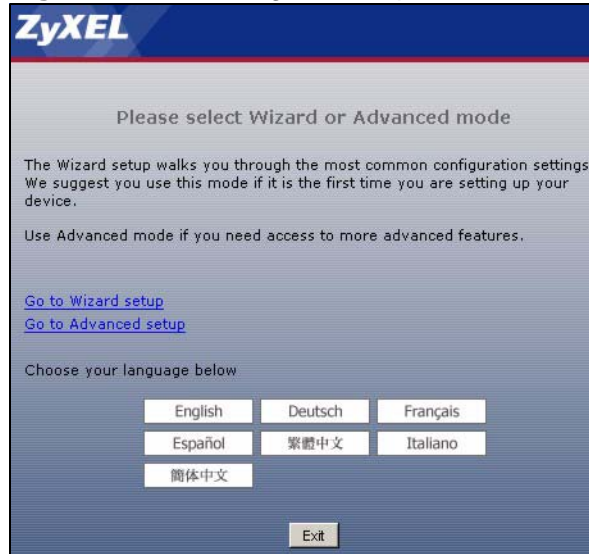 ZyXEL
Please select Wizard or Advanced mode
The Wizard setup walks you through the most common configuration settings
We suggest you use this mode if it is the first time you are setting up your
device.
Use Advanced mode if you need access to more advanced features.
Go to Wizard setup
Go to Advanced setup
Choose your language below
English Deutsch Français
Español 繁體中文 Italiano
簡体中文
Exit